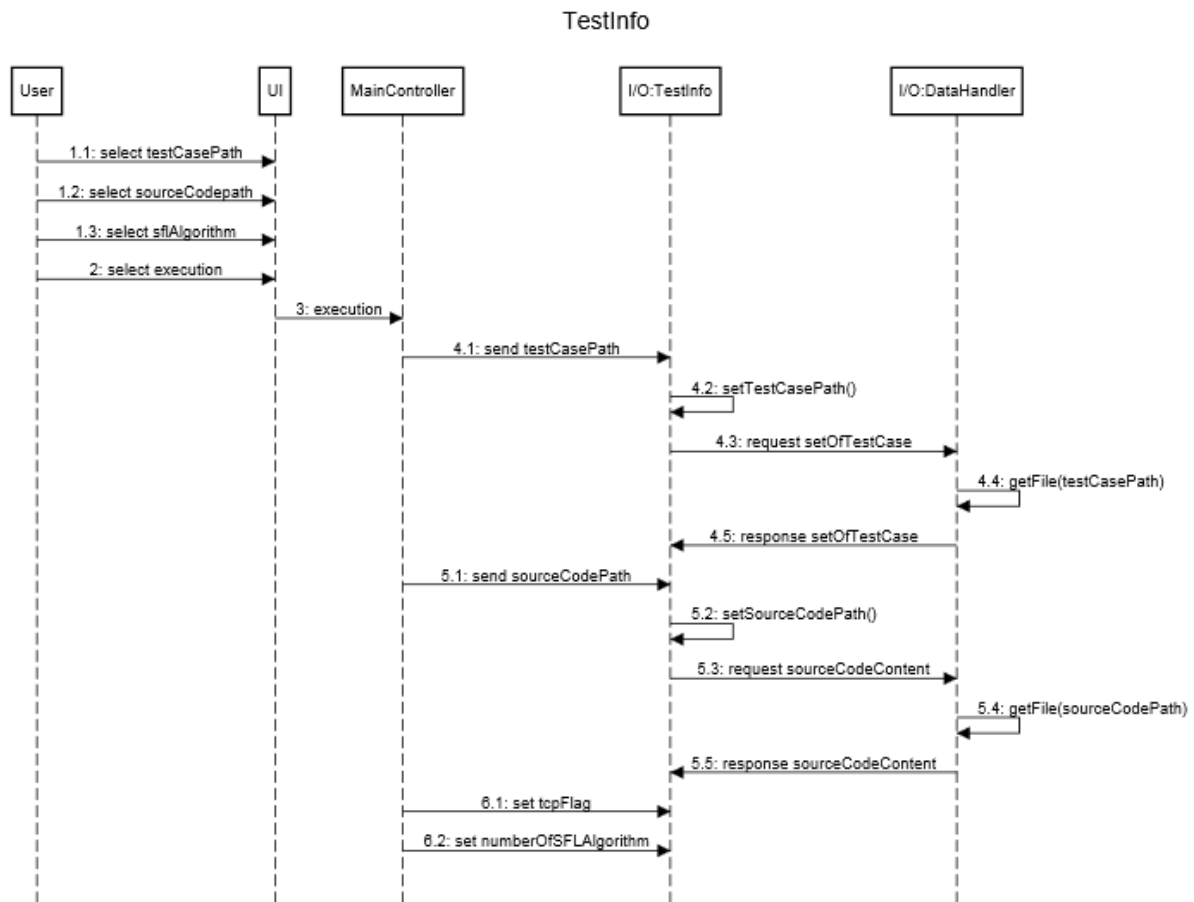 TestInfo
User
UI
MainController
I/O:TestInfo
I/O:DataHandler
1.1: select testCasePath
1.2: select sourceCodepath
1.3: select sflAlgorithm
2: select execution
3: execution
4.1: send testCasePath
4.2: setTestCasePath()
4.3: request setOfTestCase
4.4: getFile(testCasePath)
4.5: response setOfTestCase
5.1: send sourceCodePath
5.2: setSourceCodePath()
5.3: request sourceCodeContent
5.4: getFile(sourceCodePath)
5.5: response sourceCodeContent
6.1: set tcpFlag
6.2: set numberOfSFLAlgorithm